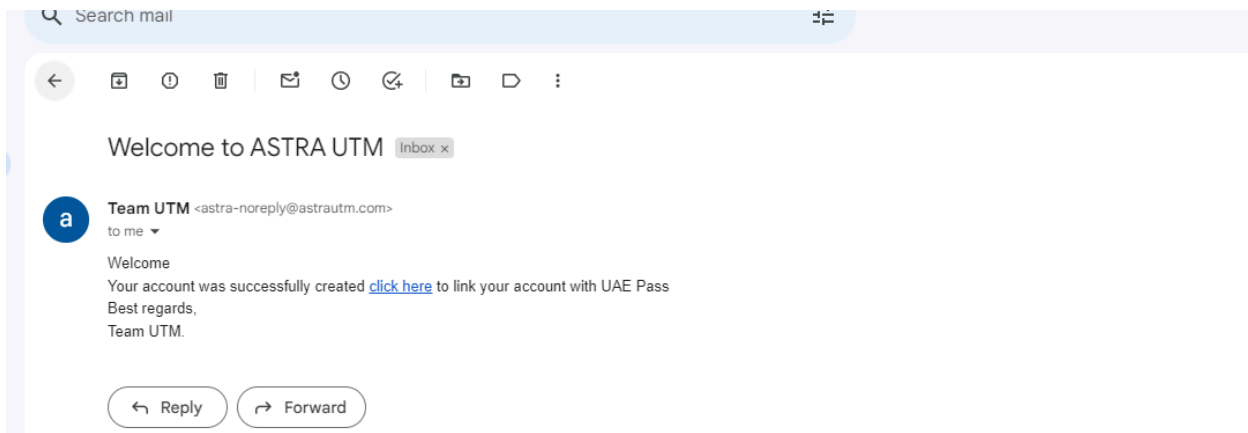 Search mail
Welcome to ASTRA UTM Inbox x
a
Team UTM <astra-noreply@astrautm.com>
to me
Welcome
Your account was successfully created click here to link your account with UAE Pass
Best regards,
Team UTM.
Reply Forward